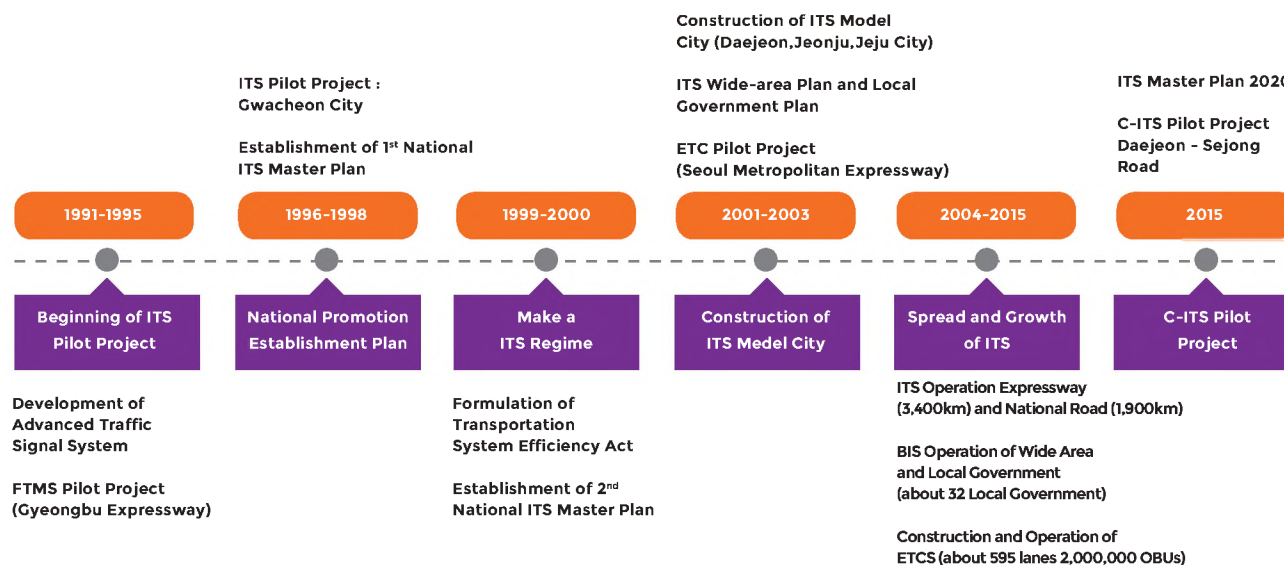 Construction of ITS Model
City (Daejeon,Jeonju,Jeju City)
ITS Wide-area Plan and Local
Government Plan
ETC Pilot Project
(Seoul Metropolitan Expressway)
ITS Pilot Project :
Gwacheon City
Establishment of 1st National
ITS Master Plan
ITS Master Plan 2020
C-ITS Pilot Project
Daejeon - Sejong
Road
1991-1995
1996-1998
1999-2000
2001-2003
2004-2015
2015
Beginning of ITS
Pilot Project
National Promotion
Establishment Plan
Make a
ITS Regime
Construction of
ITS Medel City
Spread and Growth
of ITS
C-ITS Pilot
Project
Development of
Advanced Traffic
Signal System
FTMS Pilot Project
(Gyeongbu Expressway)
Formulation of
Transportation
System Efficiency Act
Establishment of 2nd
National ITS Master Plan
ITS Operation Expressway
(3,400km) and National Road (1,900km)
BIS Operation of Wide Area
and Local Government
(about 32 Local Government)
Construction and Operation of
ETCS (about 595 lanes 2,000,000 OBUs)